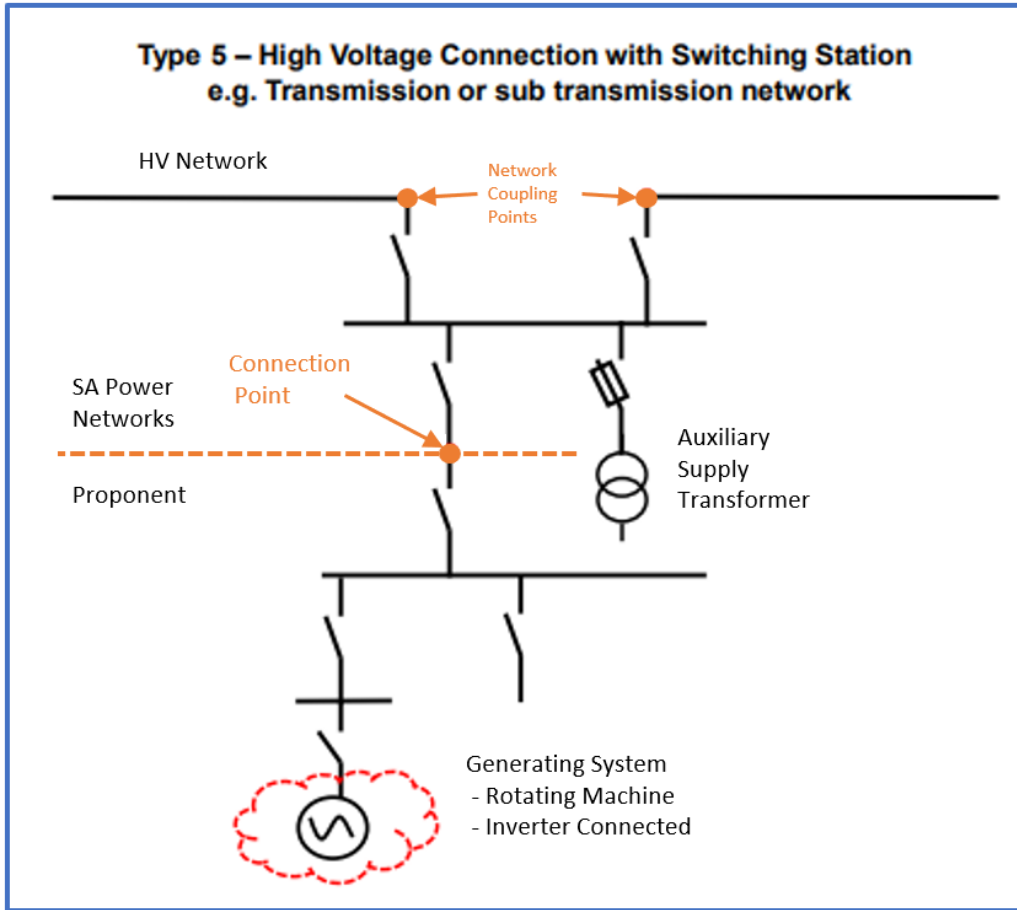 Type 5 – High Voltage Connection with Switching Station
e.g. Transmission or sub transmission network
HV Network
Network
Coupling
Points
Connection
Point
SA Power
Networks
Auxiliary
Supply
Transformer
Proponent
Generating System
- Rotating Machine
- Inverter Connected